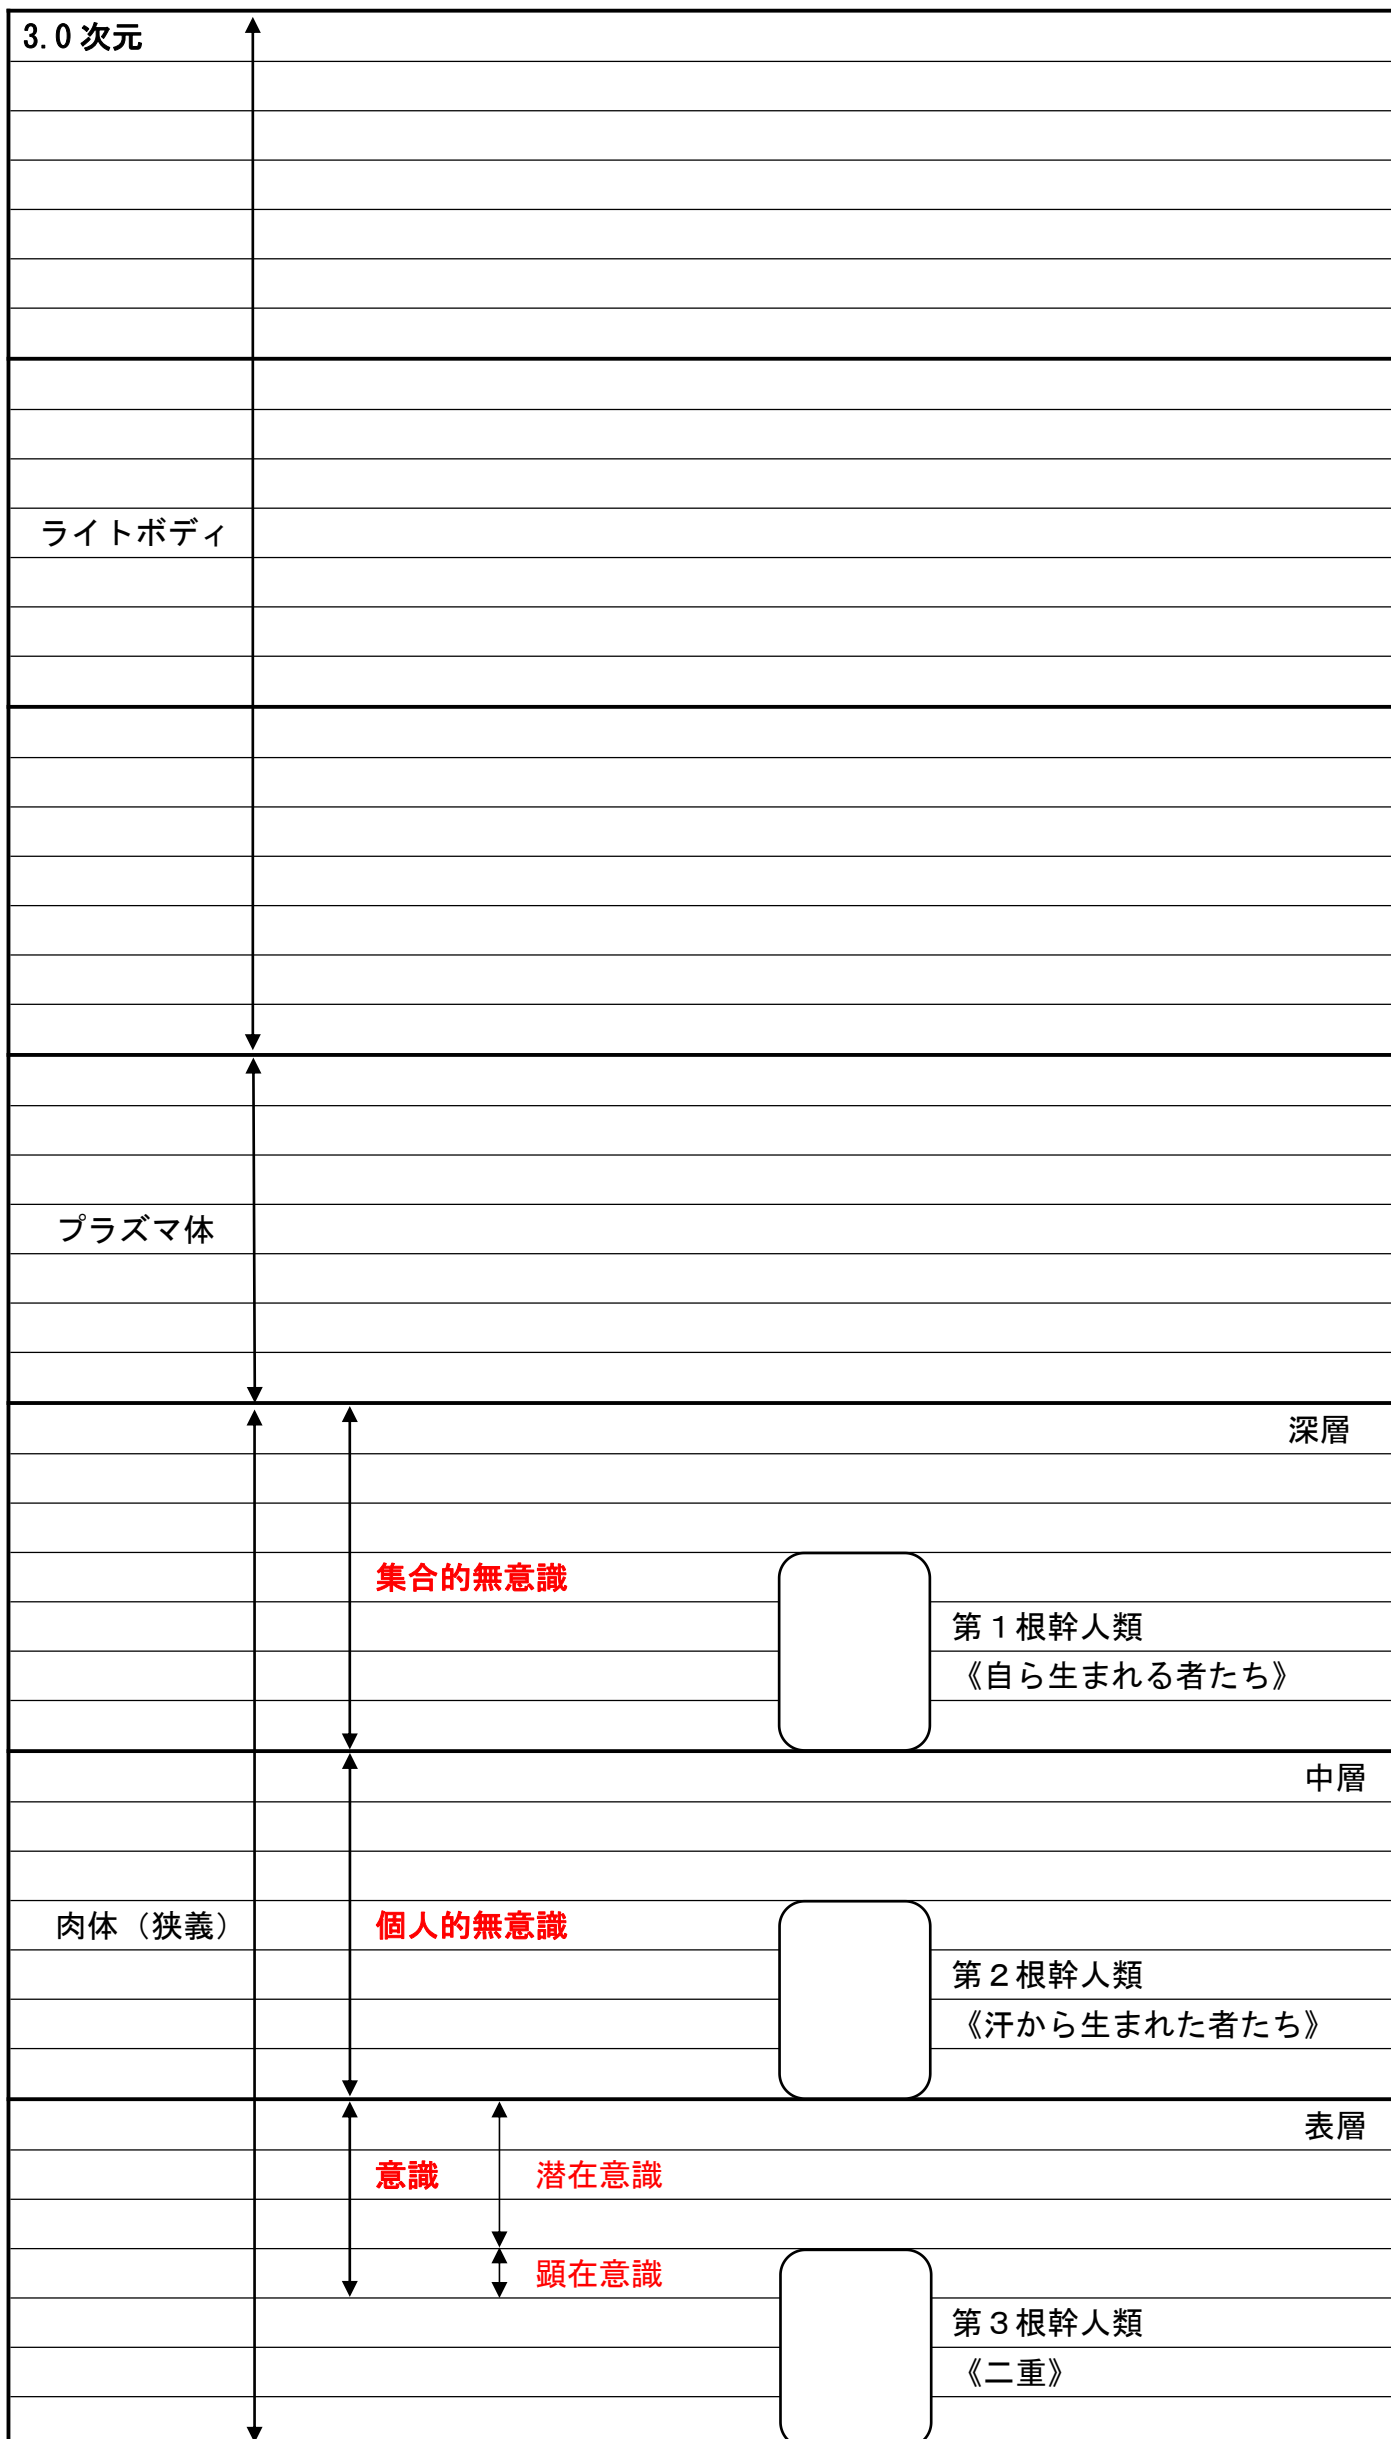 3.0 次元
ライトボディ
プラズマ体
深層
集合的無意識
第１根幹人類
《自ら生まれる者たち》
中層
肉体（狭義）
個人的無意識
第２根幹人類
《汗から生まれた者たち》
表層
意識
潜在意識
顕在意識
第３根幹人類
《二重》